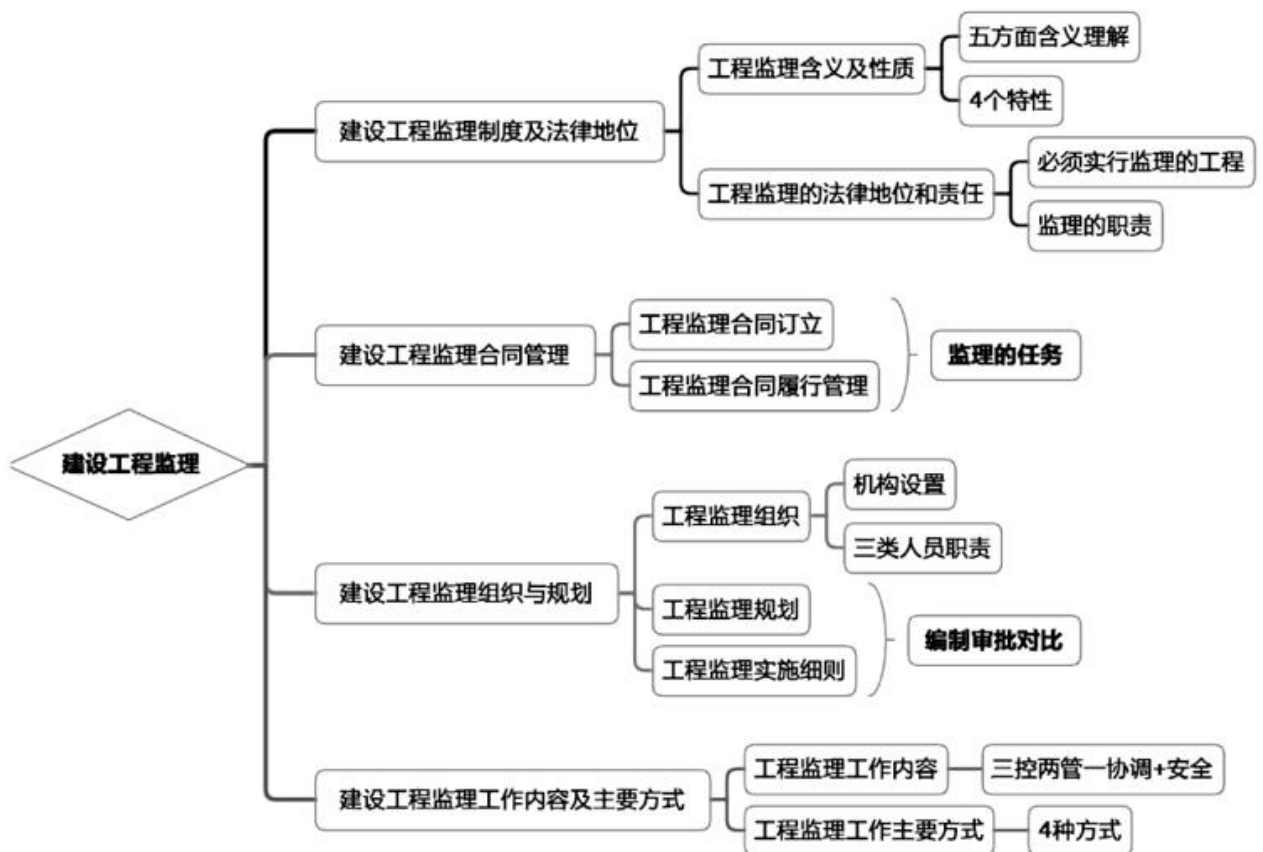 建设工程监理
建设工程监理制度及法律地位
工程监理含义及性质
五方面含义理解
4个特性
工程监理的法律地位和责任
必须实行监理的工程
监理的职责
建设工程监理合同管理
工程监理合同订立
工程监理合同履行管理
监理的任务
建设工程监理组织与规划
工程监理组织
机构设置
三类人员职责
工程监理规划
工程监理实施细则
编制审批对比
建设工程监理工作内容及主要方式
工程监理工作内容
三控两管一协调+安全
工程监理工作主要方式
4种方式